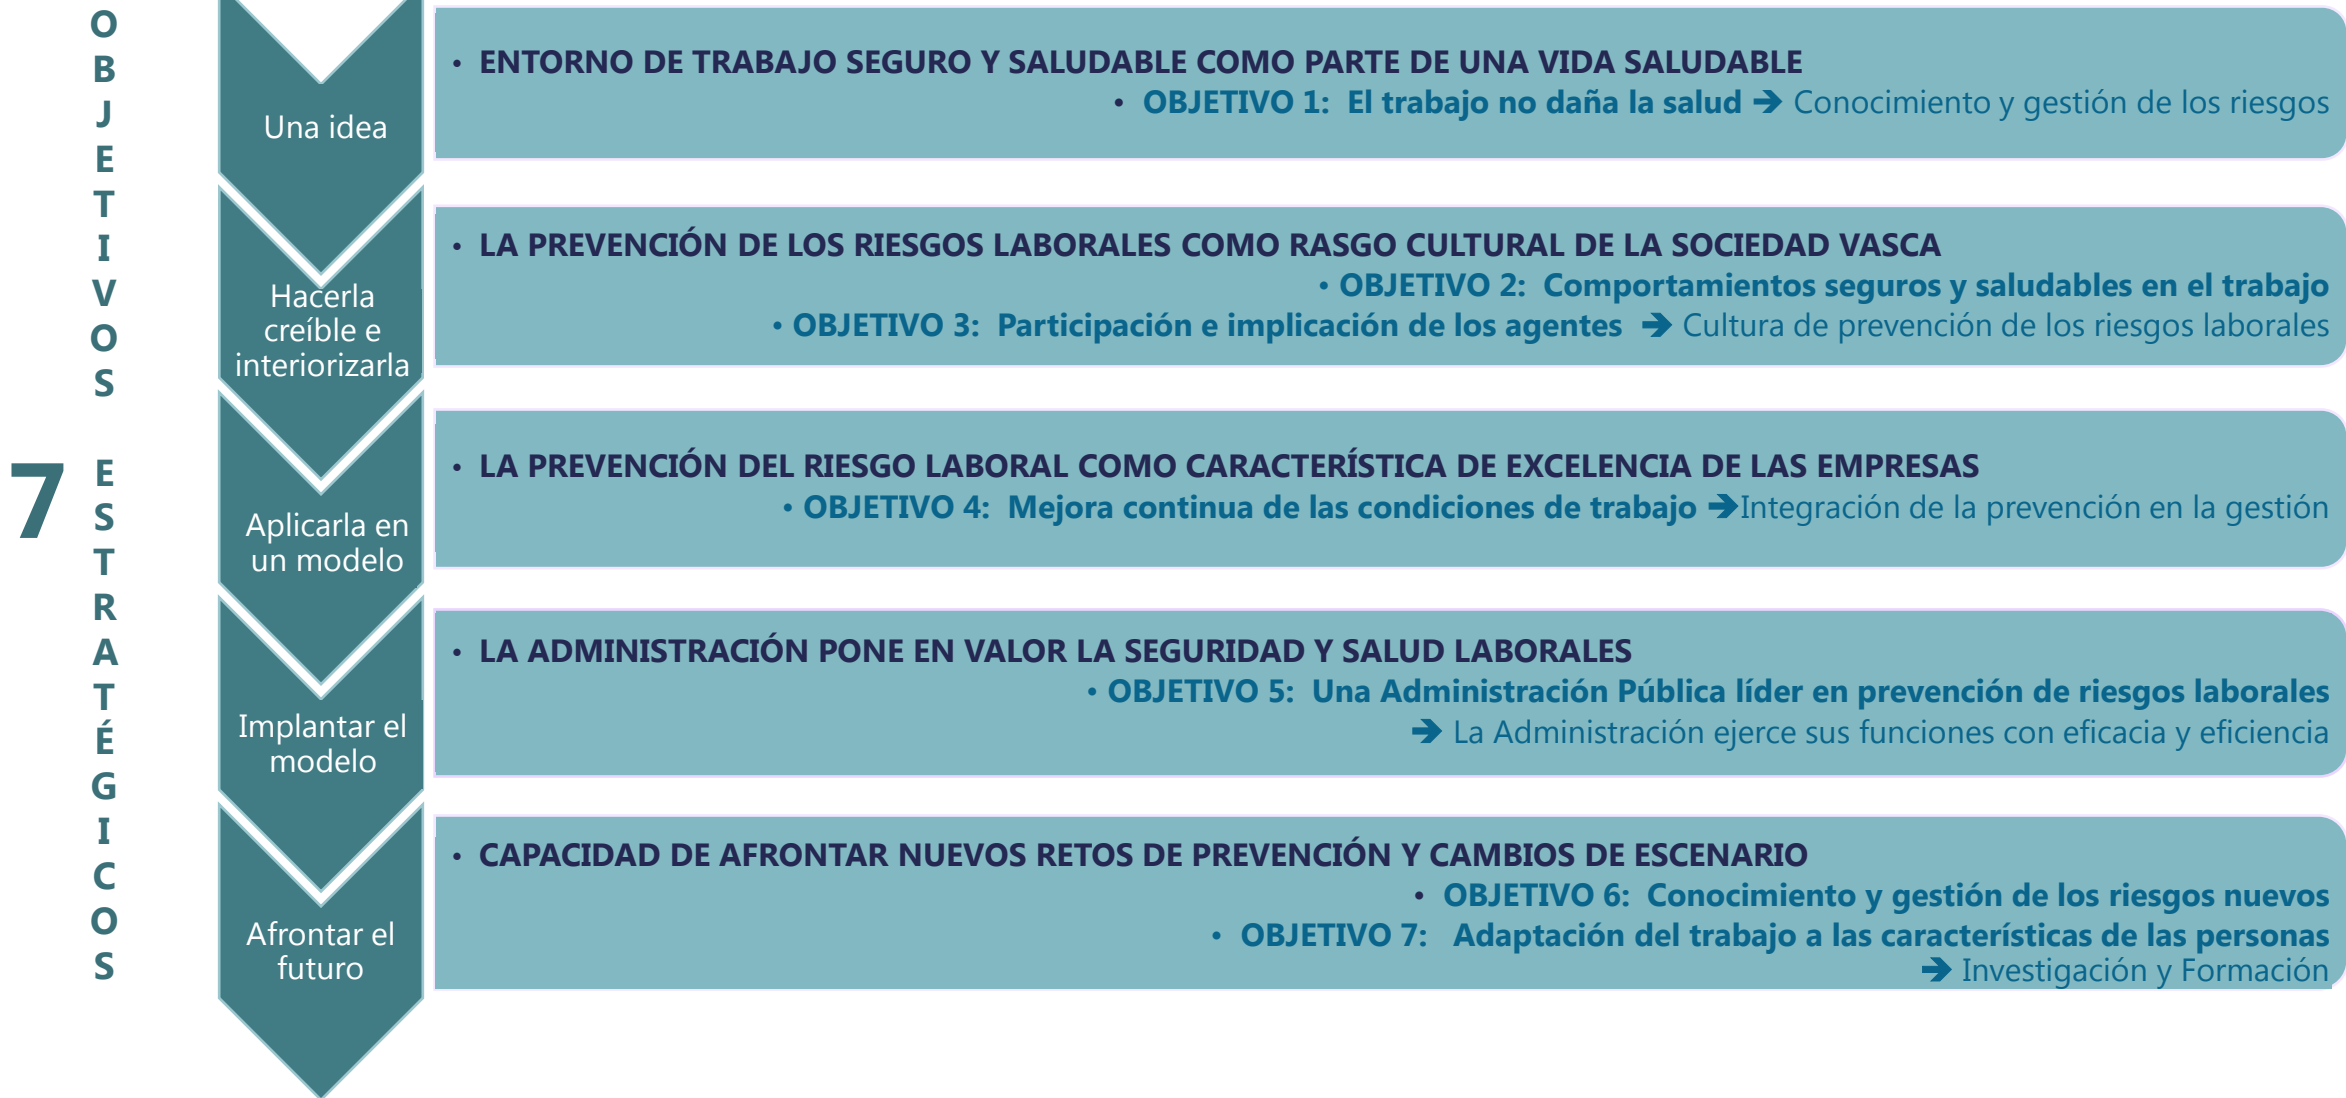 7
OBJETIVOS ESTRATÉGICOS
Una idea
• ENTORNO DE TRABAJO SEGURO Y SALUDABLE COMO PARTE DE UNA VIDA SALUDABLE
• OBJETIVO 1: El trabajo no daña la salud ➔ Conocimiento y gestión de los riesgos
Hacerla
creíble e
interiorizarla
• LA PREVENCIÓN DE LOS RIESGOS LABORALES COMO RASGO CULTURAL DE LA SOCIEDAD VASCA
• OBJETIVO 2: Comportamientos seguros y saludables en el trabajo
• OBJETIVO 3: Participación e implicación de los agentes ➔ Cultura de prevención de los riesgos laborales
Aplicarla en
un modelo
• LA PREVENCIÓN DEL RIESGO LABORAL COMO CARACTERÍSTICA DE EXCELENCIA DE LAS EMPRESAS
• OBJETIVO 4: Mejora continua de las condiciones de trabajo ➔Integración de la prevención en la gestión
Implantar el
modelo
• LA ADMINISTRACIÓN PONE EN VALOR LA SEGURIDAD Y SALUD LABORALES
• OBJETIVO 5: Una Administración Pública líder en prevención de riesgos laborales
➔ La Administración ejerce sus funciones con eficacia y eficiencia
Afrontar el
futuro
• CAPACIDAD DE AFRONTAR NUEVOS RETOS DE PREVENCIÓN Y CAMBIOS DE ESCENARIO
• OBJETIVO 6: Conocimiento y gestión de los riesgos nuevos
• OBJETIVO 7: Adaptación del trabajo a las características de las personas
➔ Investigación y Formación